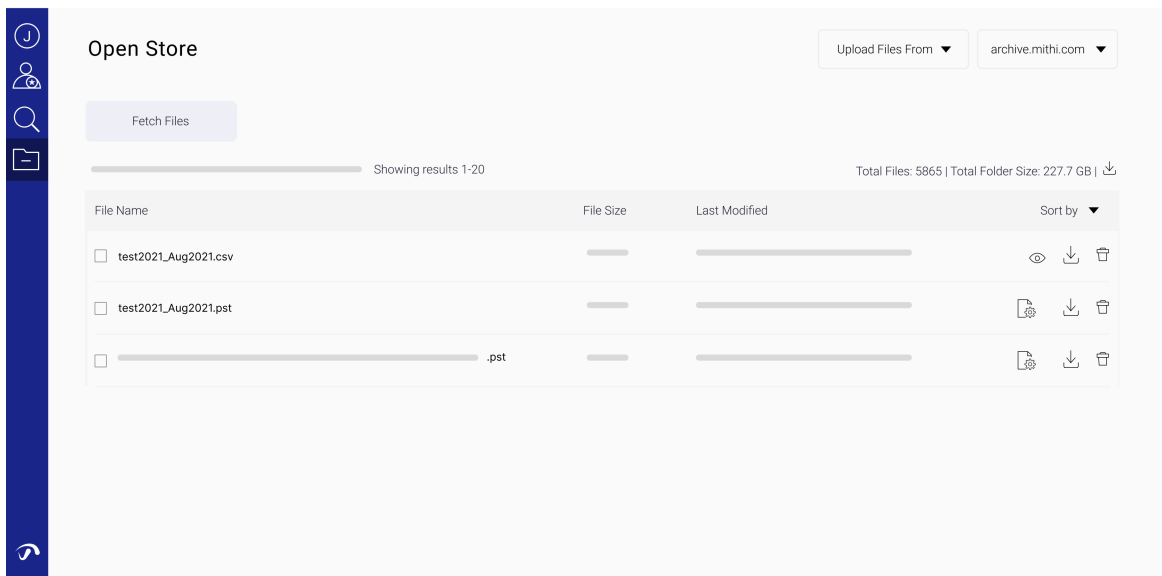 J
Open Store
Upload Files From
archive.mithi.com
Fetch Files
Showing results 1-20
Total Files: 5865 | Total Folder Size: 227.7 GB |
File Name File Size Last Modified Sort by
test2021_Aug2021.csv
test2021_Aug2021.pst
.pst